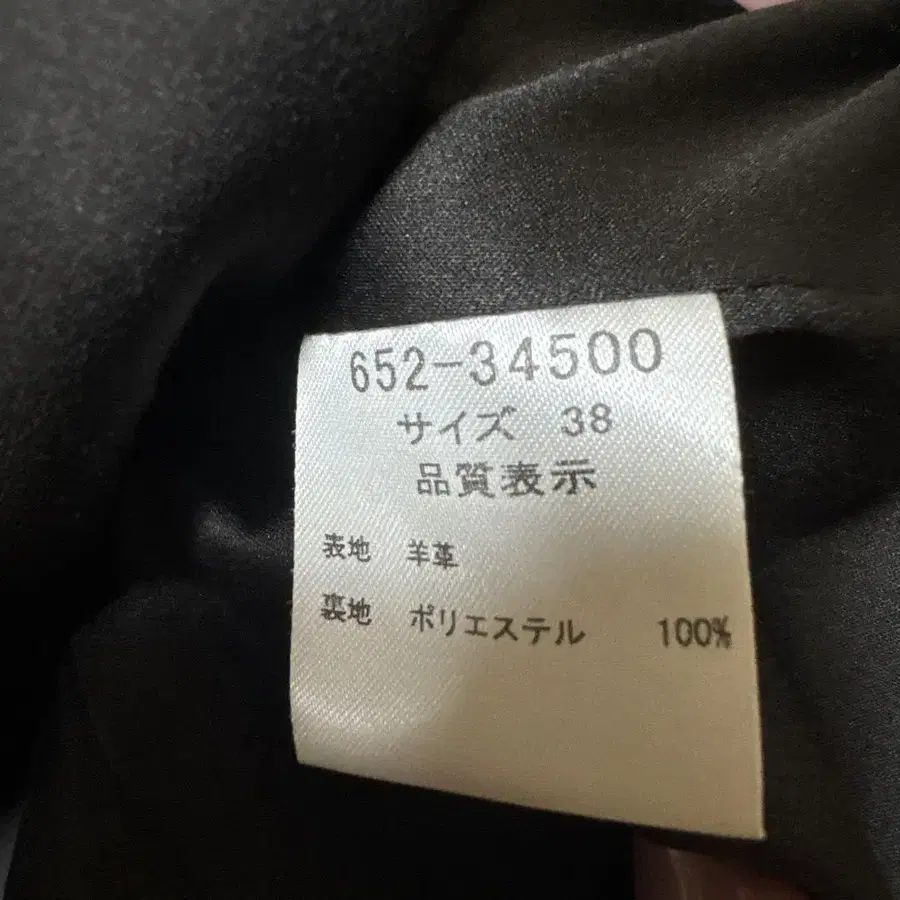 652-34500
サイズ 38
品質表示
表地 羊革
裏地 ポリエステル 100%